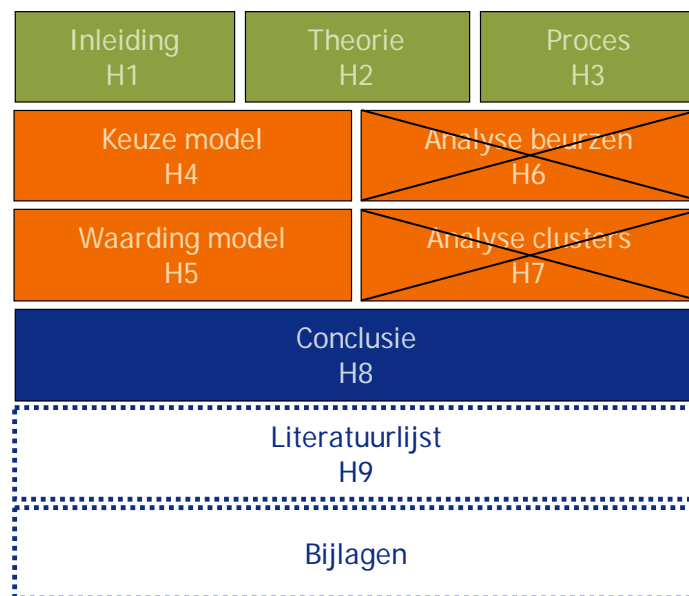 Inleiding
H1
Theorie
H2
Proces
H3
Keuze model
H4
Analyse beurzen
H6
Waarding model
H5
Analyse clusters
H7
Conclusie
H8
Literatuurlijst
H9
Bijlagen